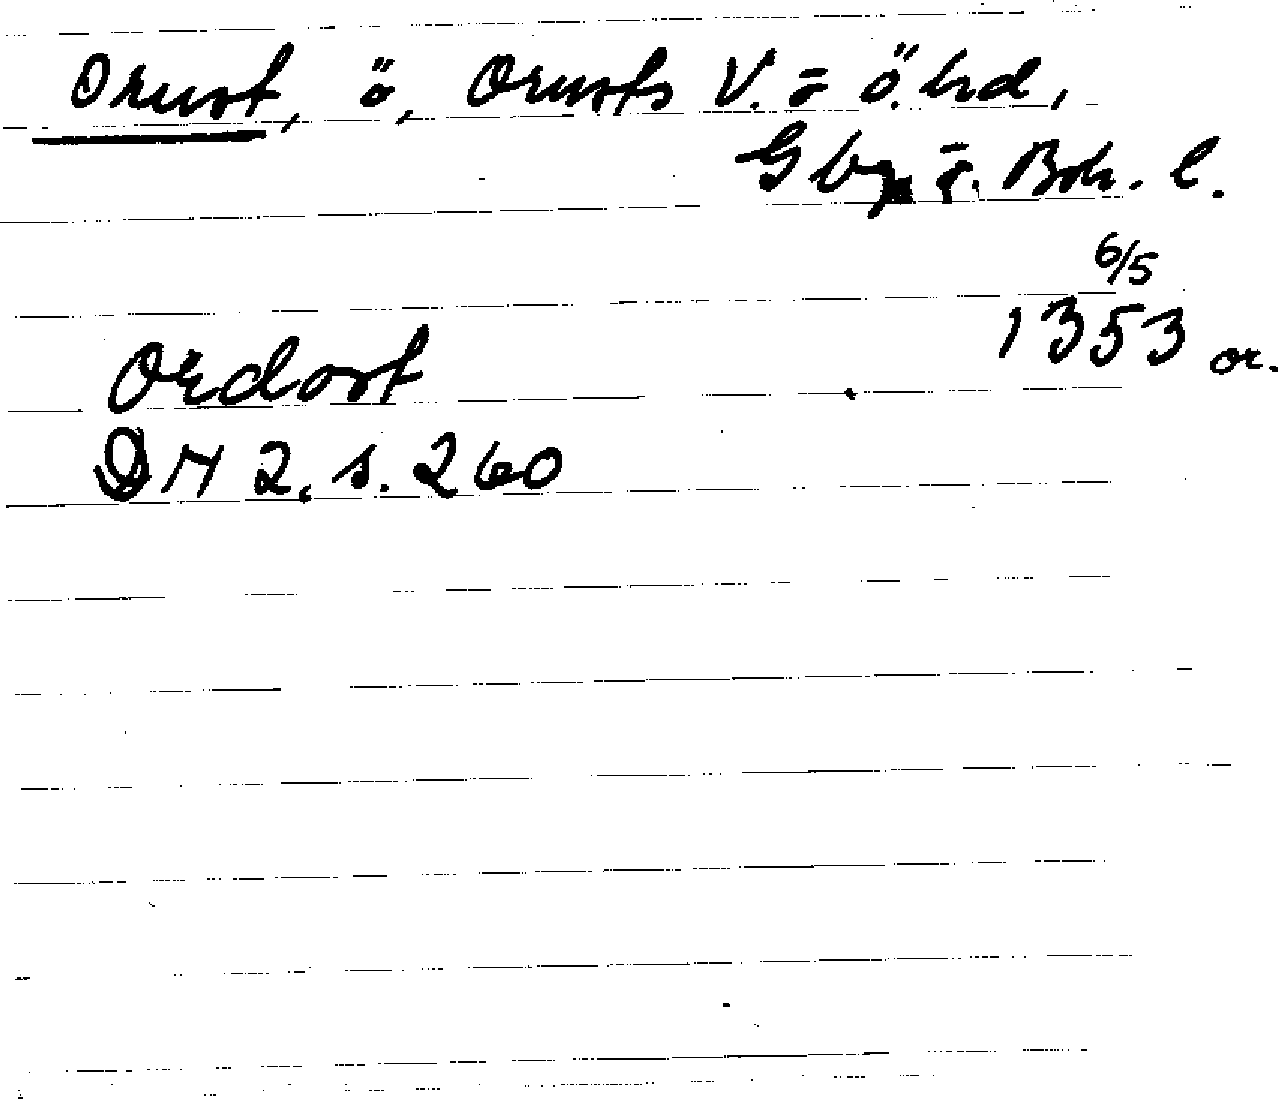 Orust, ö, Orusts V. o. Ö. hd,
Gbg o. Boh. l.
6/5
1353 or.
Ordost
DN 2, s. 260